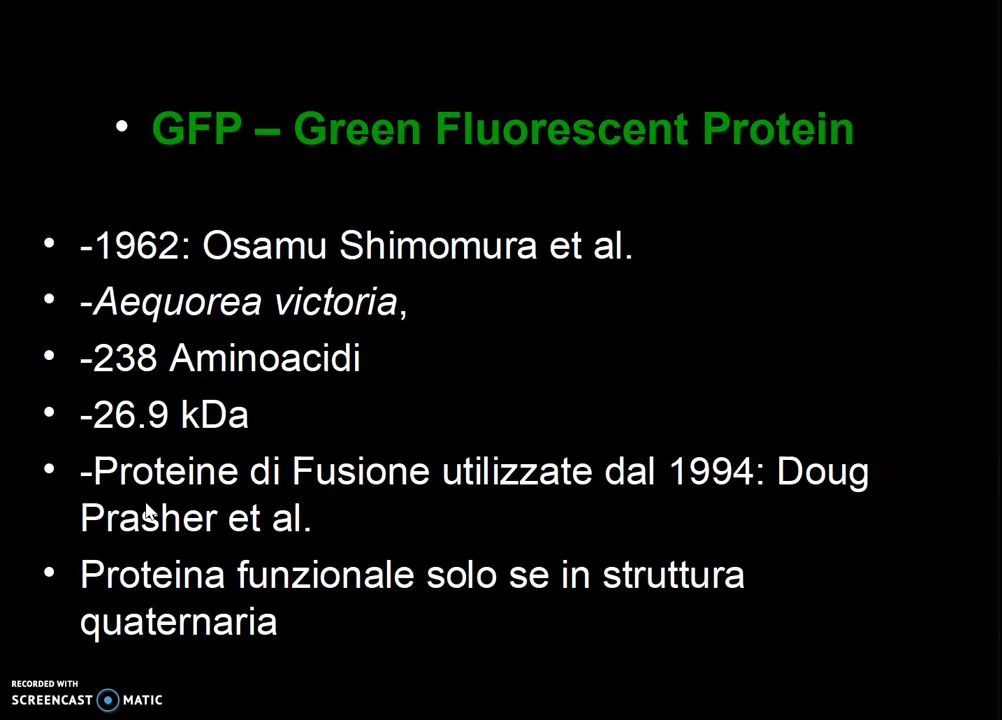 • GFP – Green Fluorescent Protein
• -1962: Osamu Shimomura et al.
• -Aequorea victoria,
• -238 Aminoacidi
• -26.9 kDa
• -Proteine di Fusione utilizzate dal 1994: Doug
Prasher et al.
• Proteina funzionale solo se in struttura
quaternaria
RECORDED WITH
SCREENCAST MATIC